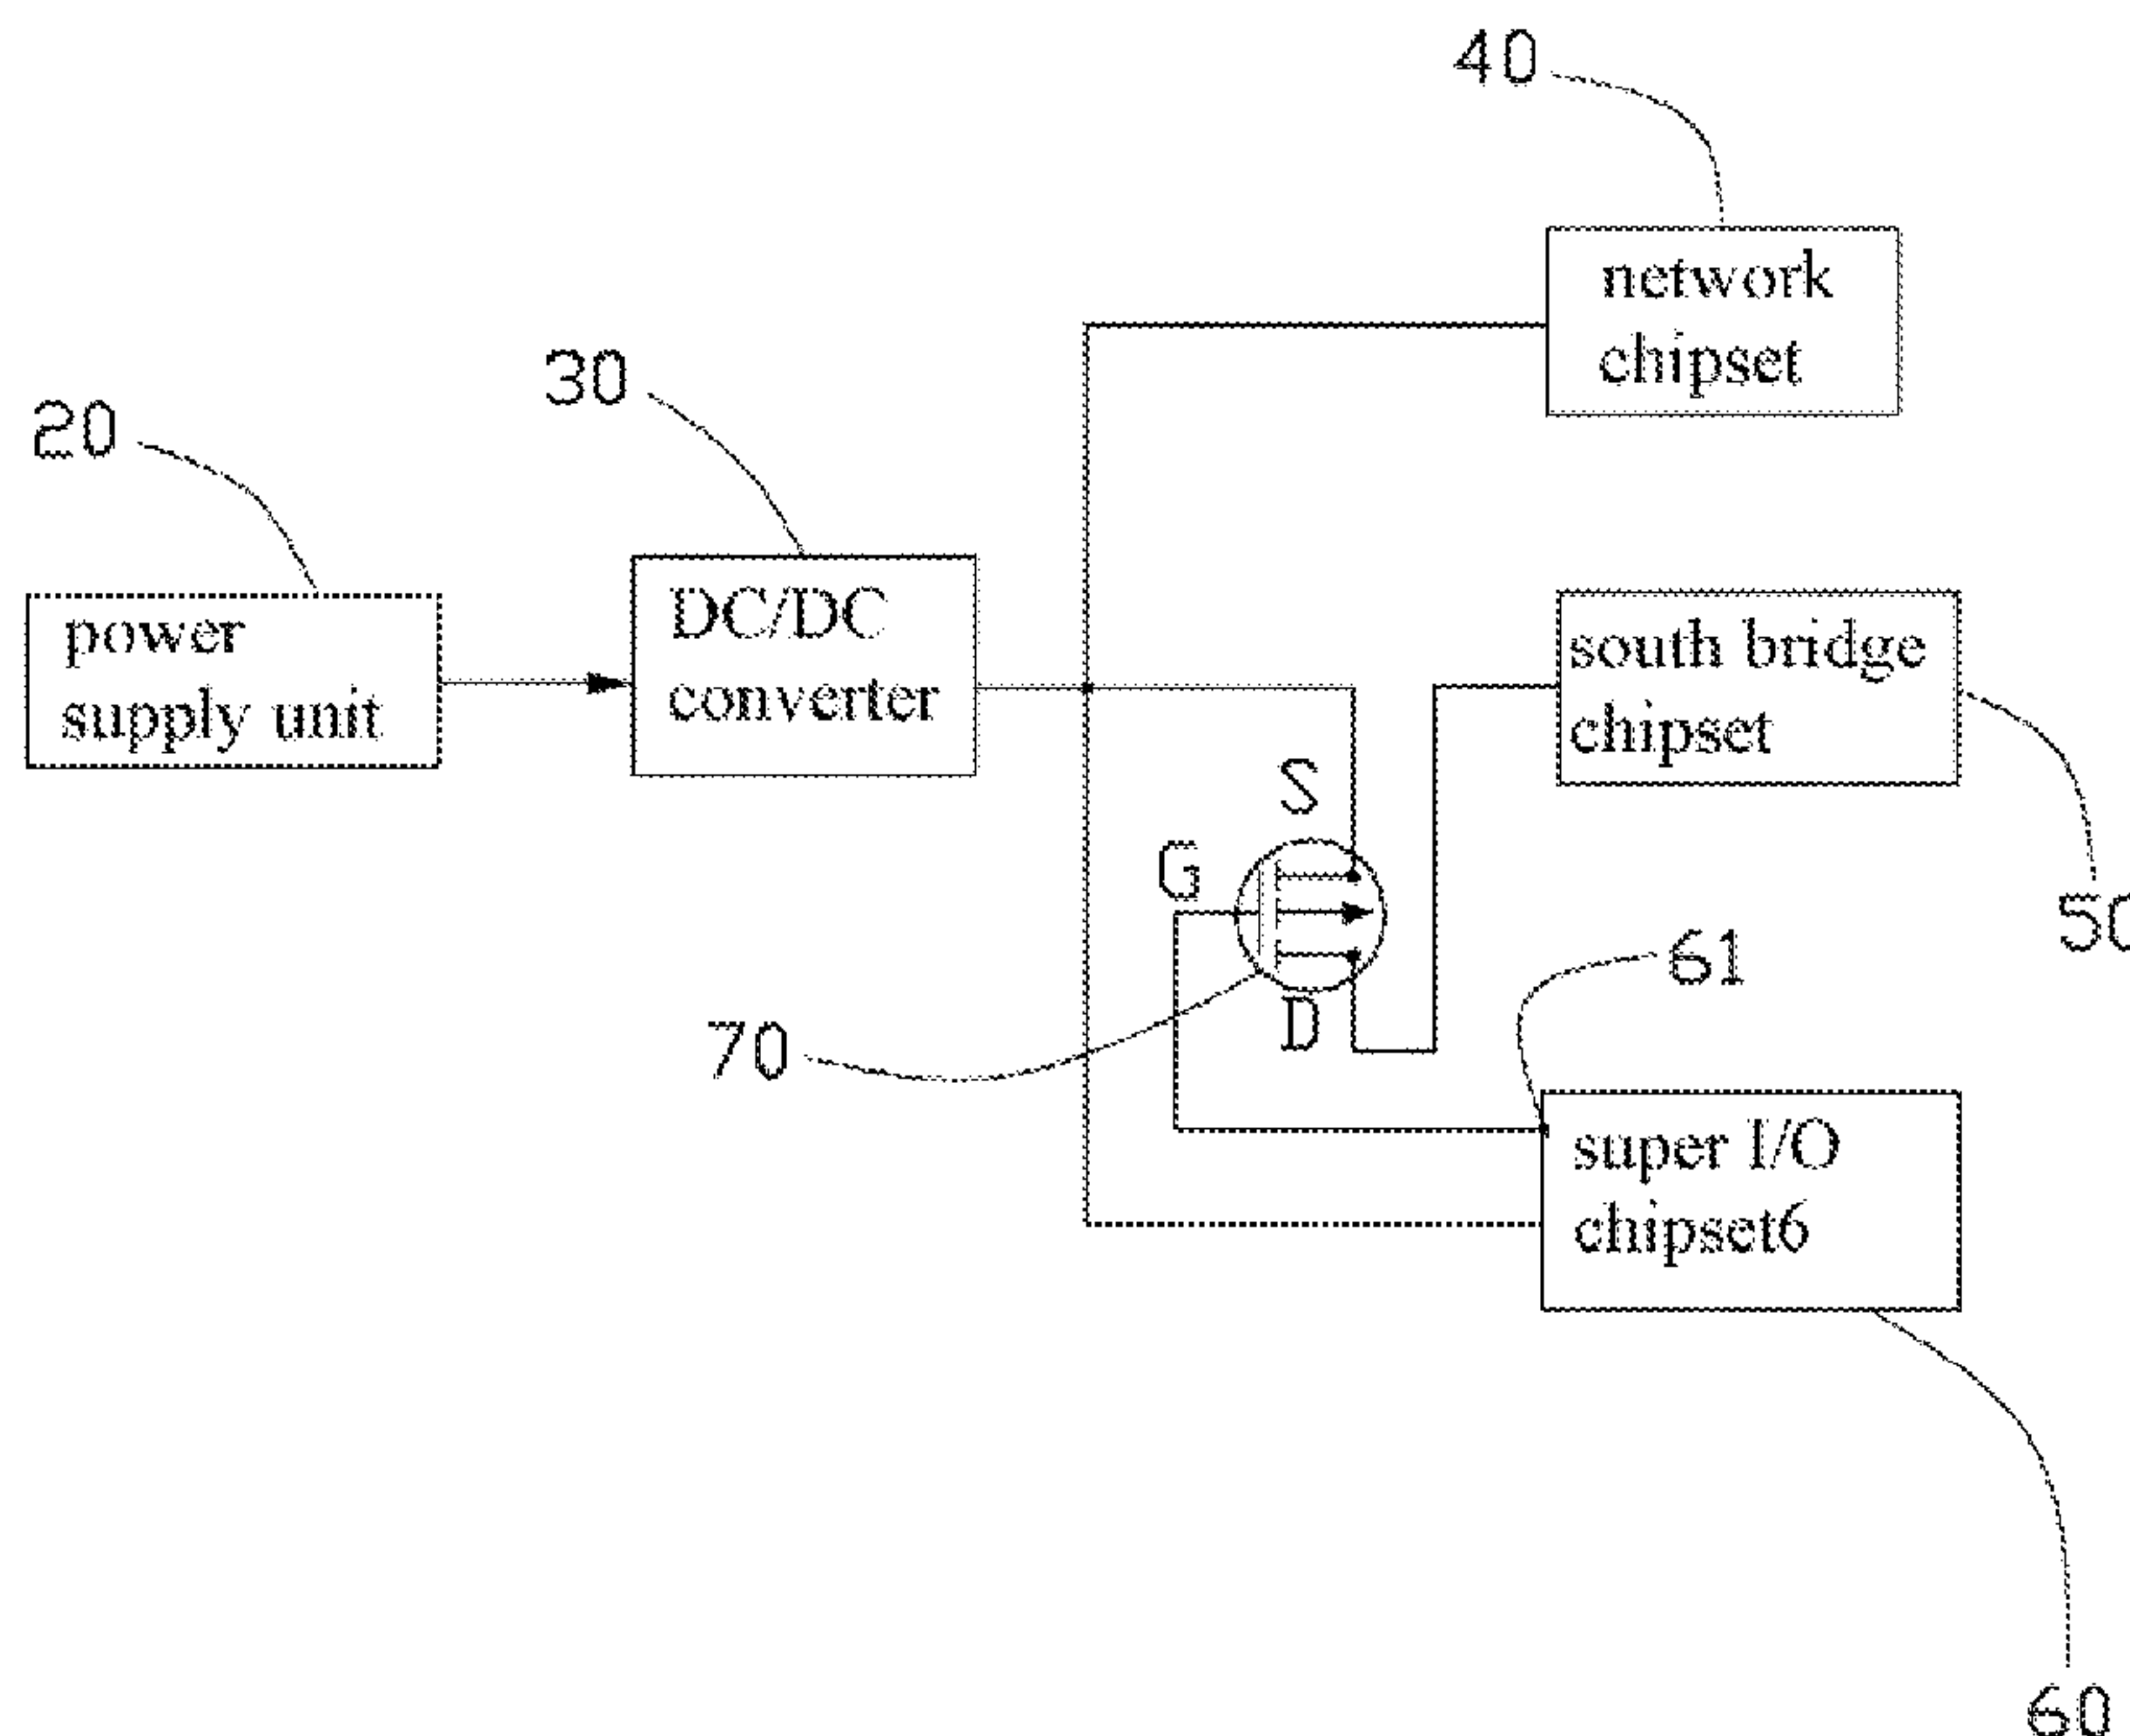 40
network
chipset
30
20
DC/DC
converter
power
supply unit
south bridge
chipset
S
G
50
61
D
70
super I/O
chipset6
60